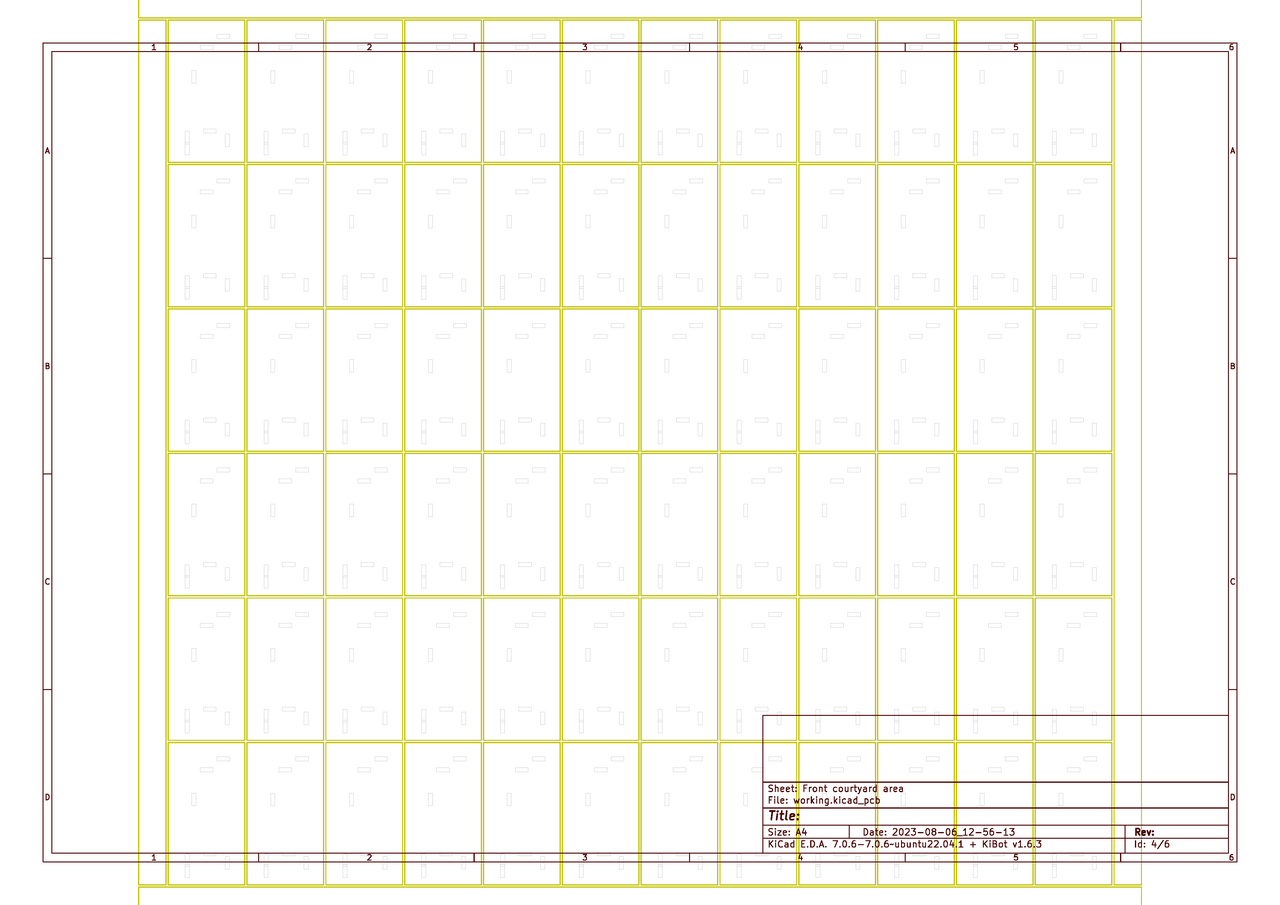 1 2 3 4 5 6
A A
B B
C C
D D
Sheet: Front courtyard area
File: working.kicad_pcb
Title:
Size: A4 Date: 2023-08-06_12-56-13 Rev:
KiCad E.D.A. 7.0.6-7.0.6~ubuntu22.04.1 + KiBot v1.6.3 Id: 4/6
1 2 3 4 5 6